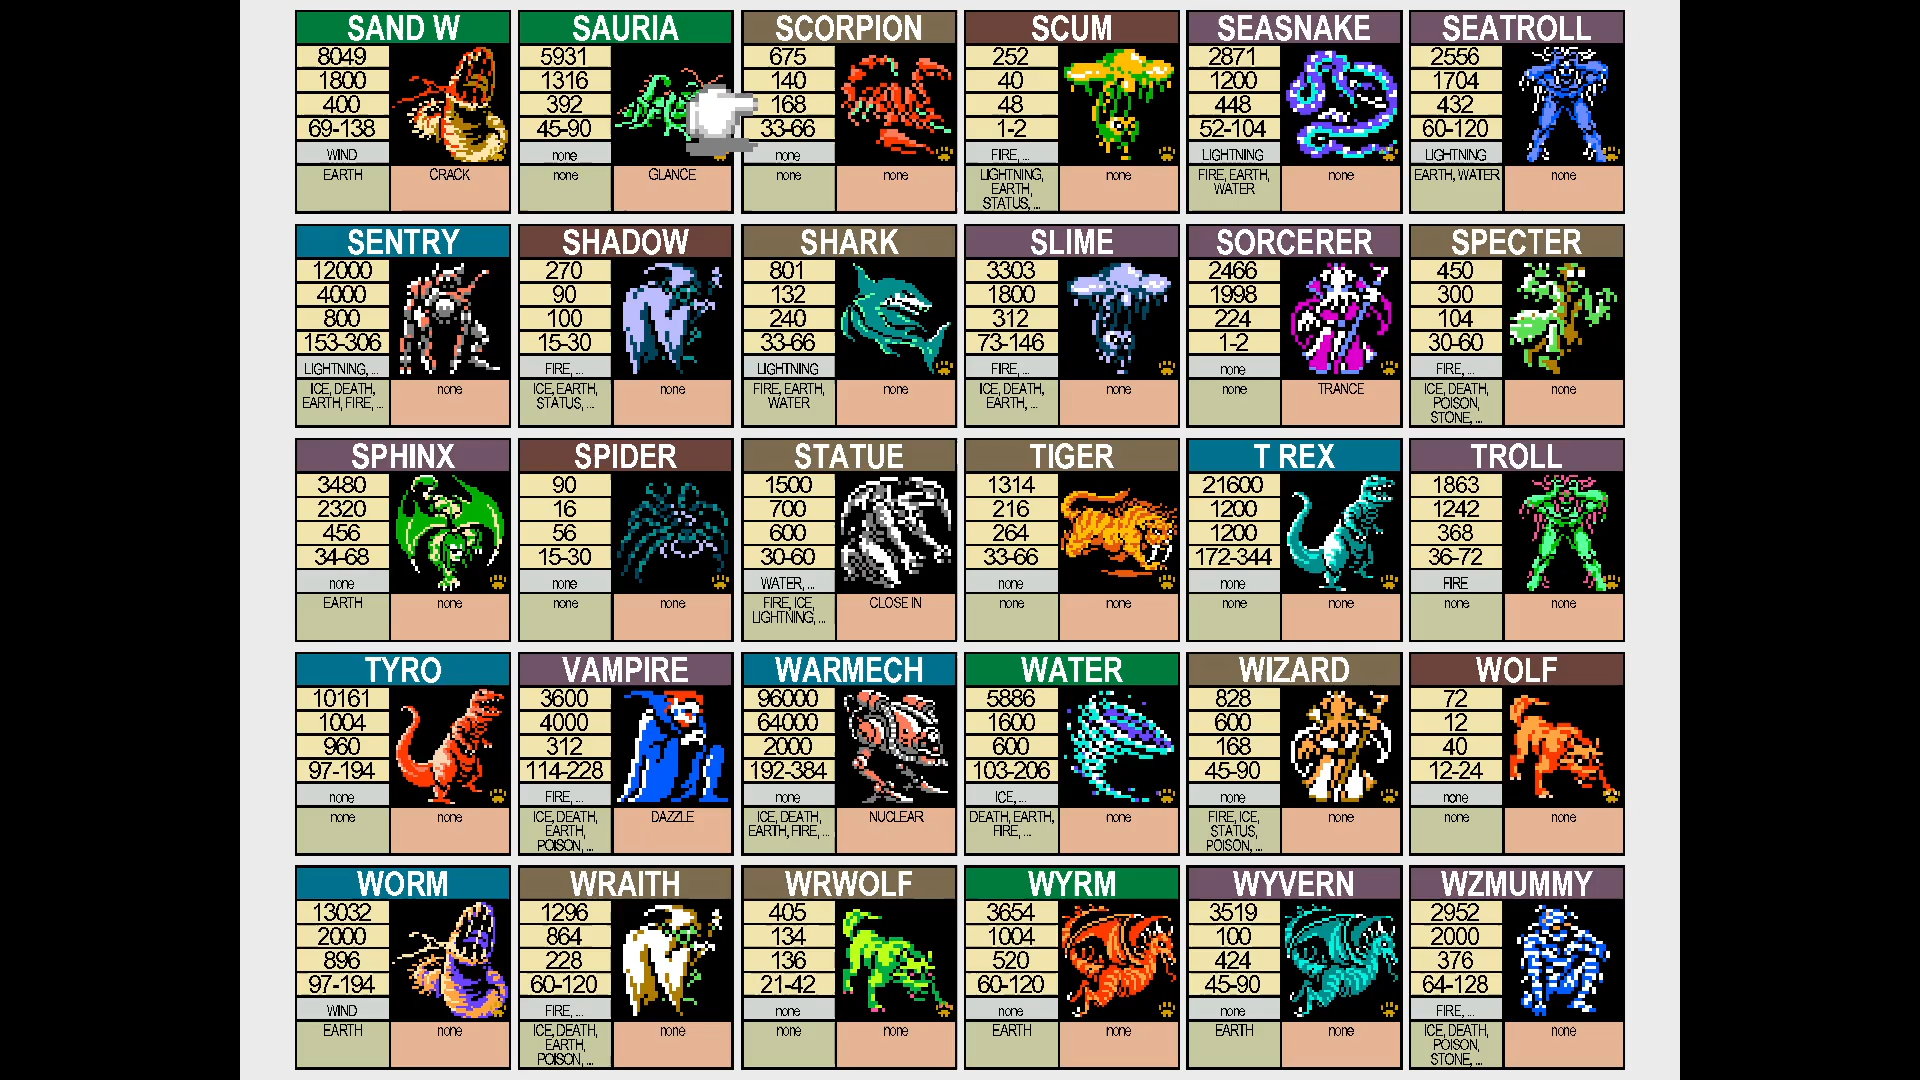 SAND W
8049
1800
400
69-138
WIND
EARTH
CRACK
SAURIA
5931
1316
392
45-90
none
none
GLANCE
SCORPION
675
140
168
33-66
none
none
none
SCUM
252
40
48
1-2
FIRE, ...
LIGHTNING,
EARTH,
STATUS, ...
none
SEASNAKE
2871
1200
448
52-104
LIGHTNING
FIRE, EARTH,
WATER
none
SEATROLL
2556
1704
432
60-120
LIGHTNING
EARTH, WATER
none
SENTRY
12000
4000
800
153-306
LIGHTNING, ...
ICE, DEATH,
EARTH, FIRE, ...
none
SHADOW
270
90
100
15-30
FIRE, ...
ICE, EARTH,
STATUS, ...
none
SHARK
801
132
240
33-66
LIGHTNING
FIRE, EARTH,
WATER
none
SLIME
3303
1800
312
73-146
FIRE, ...
ICE, DEATH,
EARTH, ...
none
SORCERER
2466
1998
224
1-2
none
none
TRANCE
SPECTER
450
300
104
30-60
FIRE, ...
ICE, DEATH,
POISON,
STONE, ...
none
SPHINX
3480
2320
456
34-68
none
EARTH
none
SPIDER
90
16
56
15-30
none
none
none
STATUE
1500
700
600
30-60
WATER, ...
FIRE, ICE,
LIGHTNING, ...
CLOSE IN
TIGER
1314
216
264
33-66
none
none
none
T REX
21600
1200
1200
172-344
none
none
none
TROLL
1863
1242
368
36-72
FIRE
none
none
TYRO
10161
1004
960
97-194
none
none
none
VAMPIRE
3600
4000
312
114-228
FIRE, ...
ICE, DEATH,
EARTH,
POISON, ...
DAZZLE
WARMECH
96000
64000
2000
192-384
none
ICE, DEATH,
EARTH, FIRE, ...
NUCLEAR
WATER
5886
1600
600
103-206
ICE, ...
DEATH, EARTH,
FIRE, ...
none
WIZARD
828
600
168
45-90
none
FIRE, ICE,
STATUS,
POISON, ...
none
WOLF
72
12
40
12-24
none
none
none
WORM
13032
2000
896
97-194
WIND
EARTH
none
WRAITH
1296
864
228
60-120
FIRE, ...
ICE, DEATH,
EARTH,
POISON, ...
none
WRWOLF
405
134
136
21-42
none
none
none
WYRM
3654
1004
520
60-120
none
EARTH
none
WYVERN
3519
100
424
45-90
none
EARTH
none
WZMUMMY
2952
2000
376
64-128
FIRE, ...
ICE, DEATH,
POISON,
STONE, ...
none